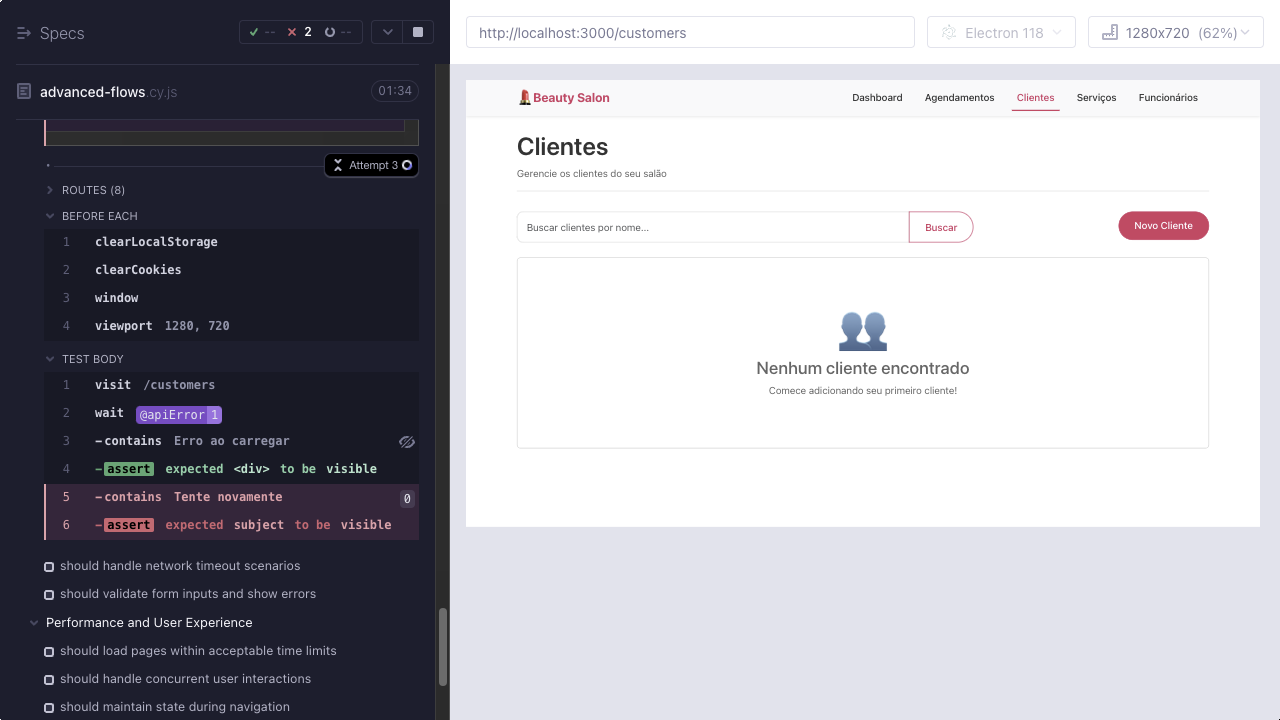 Specs
-- 2 --
advanced-flows.cy.js 01:34
Attempt 3
ROUTES (8)
BEFORE EACH
1 clearLocalStorage
2 clearCookies
3 window
4 viewport 1280, 720
TEST BODY
1 visit /customers
2 wait @apiError 1
3 -contains Erro ao carregar
4 -assert expected <div> to be visible
5 -contains Tente novamente 0
6 -assert expected subject to be visible
should handle network timeout scenarios
should validate form inputs and show errors
Performance and User Experience
should load pages within acceptable time limits
should handle concurrent user interactions
should maintain state during navigation
http://localhost:3000/customers Electron 118 1280x720 (62%)
Beauty Salon Dashboard Agendamentos Clientes Serviços Funcionários
Clientes
Gerencie os clientes do seu salão
Buscar clientes por nome... Buscar Novo Cliente
Nenhum cliente encontrado
Comece adicionando seu primeiro cliente!